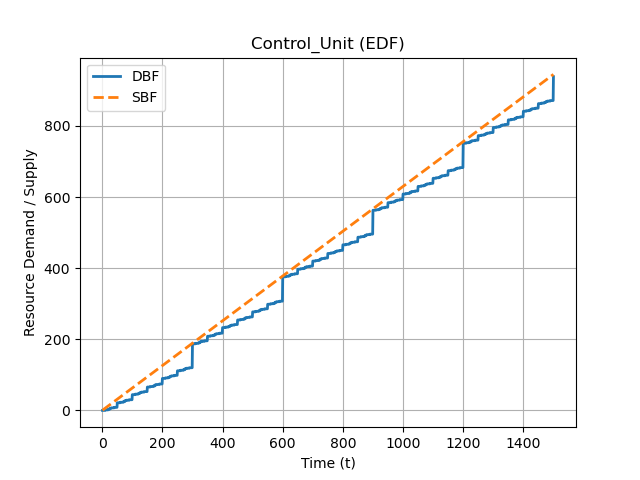 Control_Unit (EDF)
DBF
SBF
Resource Demand / Supply
800
600
400
200
0
0 200 400 600 800 1000 1200 1400
Time (t)